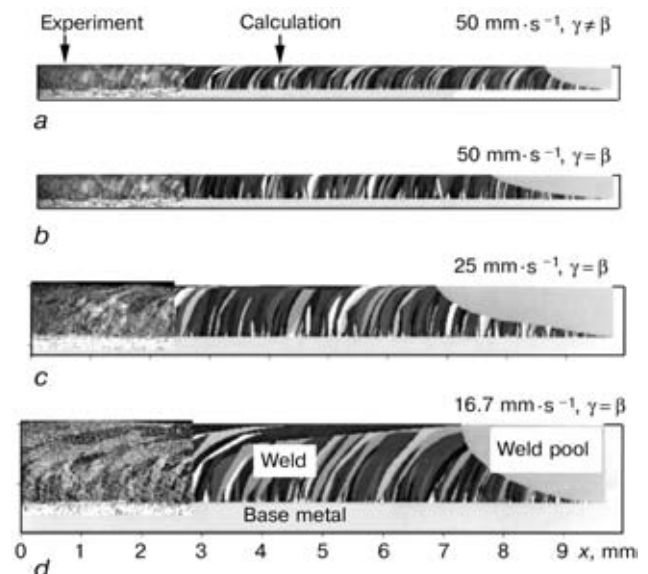 Experiment Calculation 50 mm·s⁻¹, γ ≠ β
a
50 mm·s⁻¹, γ = β
b
25 mm·s⁻¹, γ = β
c
16.7 mm·s⁻¹, γ = β
Weld Weld pool
Base metal
0 1 2 3 4 5 6 7 8 9 x, mm
d